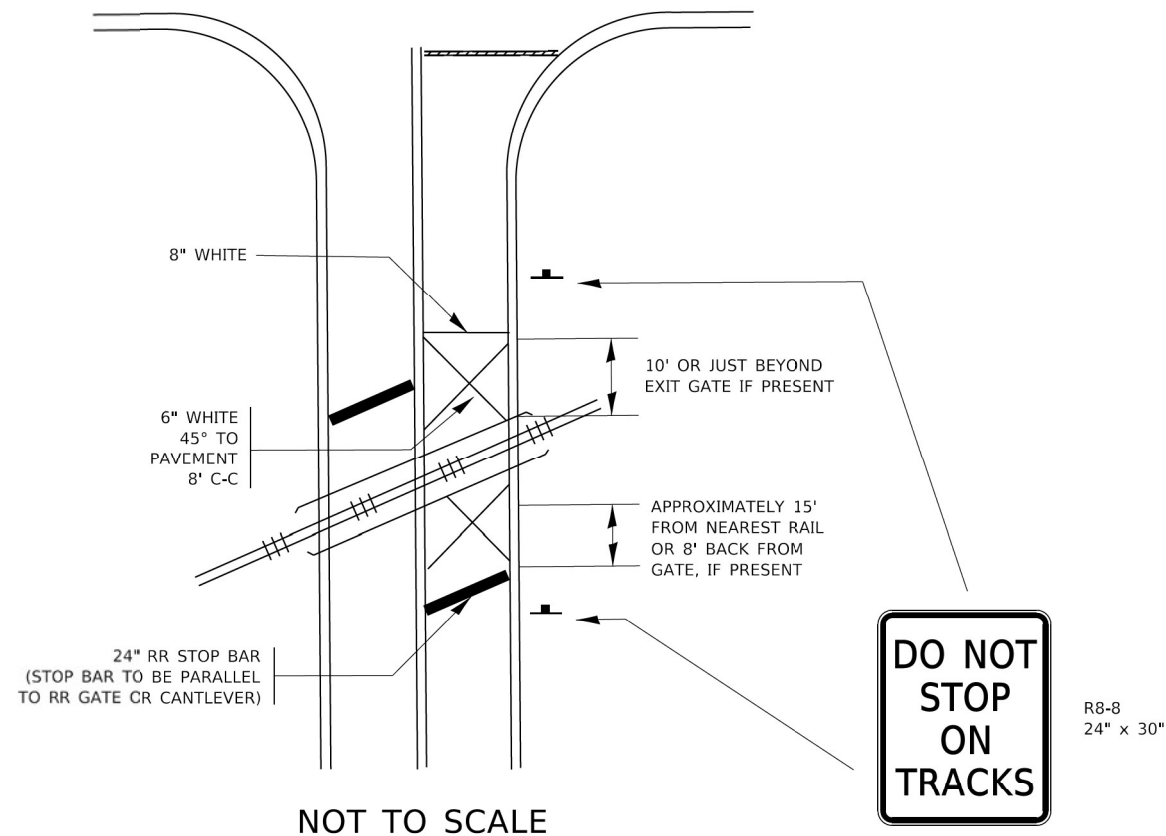 8" WHITE
10' OR JUST BEYOND
EXIT GATE IF PRESENT
6" WHITE
45° TO
PAVEMENT
8' C-C
APPROXIMATELY 15'
FROM NEAREST RAIL
OR 8' BACK FROM
GATE, IF PRESENT
24" RR STOP BAR
(STOP BAR TO BE PARALLEL
TO RR GATE OR CANTLEVER)
DO NOT
STOP
ON
TRACKS
R8-8
24" x 30"
NOT TO SCALE